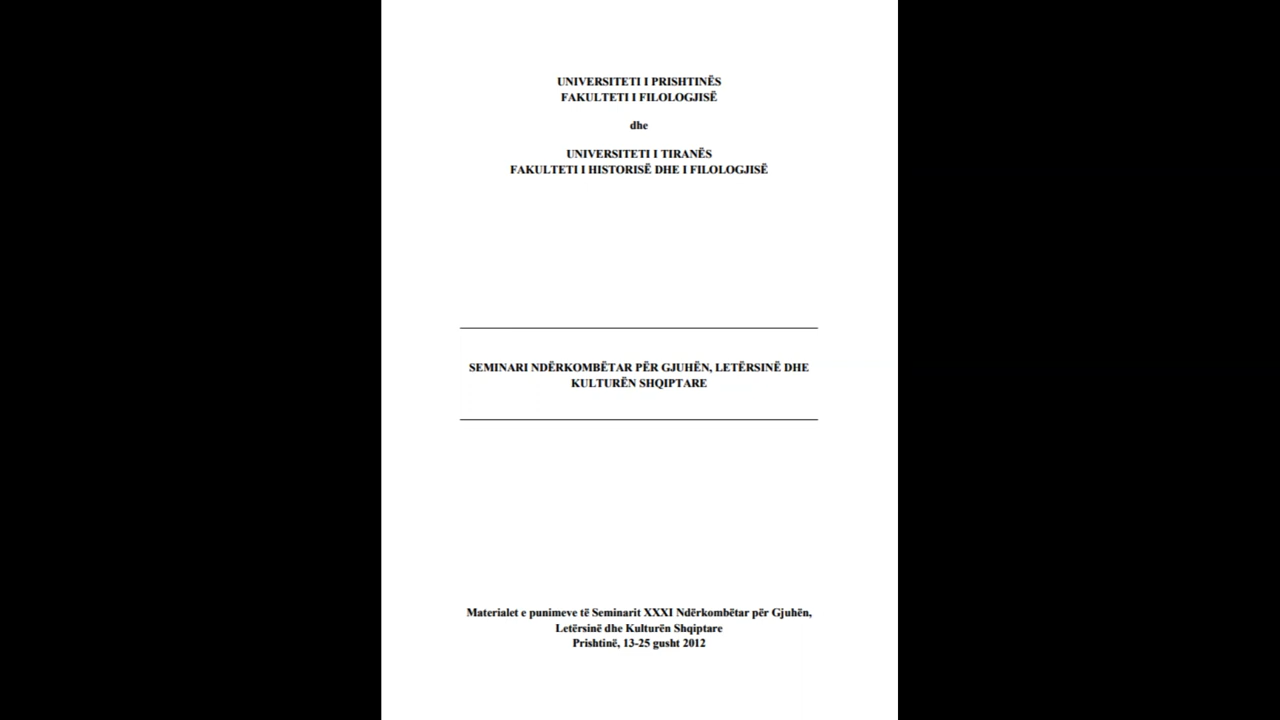 UNIVERSITETI I PRISHTINËS
FAKULTETI I FILOLOGJISË
dhe
UNIVERSITETI I TIRANËS
FAKULTETI I HISTORISË DHE I FILOLOGJISË
SEMINARI NDËRKOMBËTAR PËR GJUHËN, LETËRSINË DHE
KULTURËN SHQIPTARE
Materialet e punimeve të Seminarit XXXI Ndërkombëtar për Gjuhën,
Letërsinë dhe Kulturën Shqiptare
Prishtinë, 13-25 gusht 2012